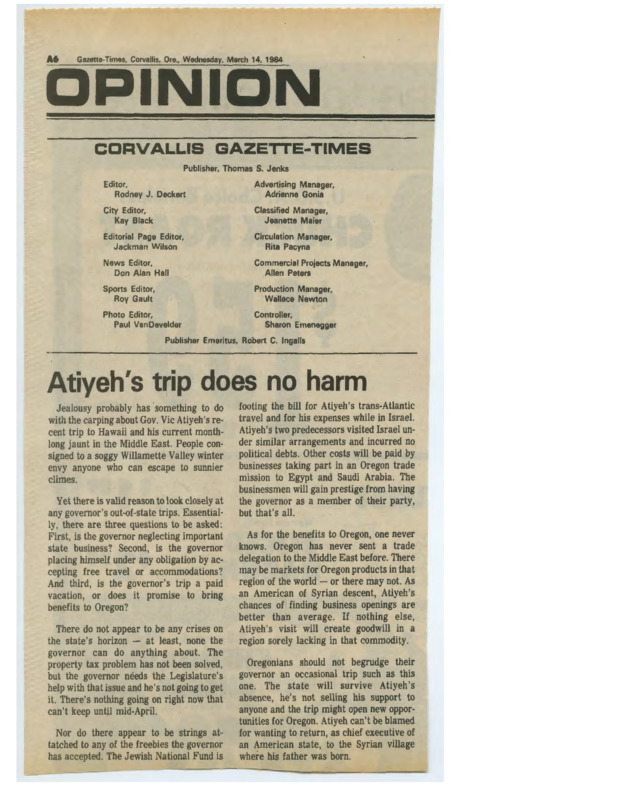 A6 Gazette-Times, Corvallis, Ore., Wednesday, March 14, 1984
OPINION
CORVALLIS GAZETTE-TIMES
Publisher, Thomas S. Jenks
Editor,
Rodney J. Deckert
City Editor,
Kay Black
Editorial Page Editor,
Jackman Wilson
News Editor,
Don Alan Hall
Sports Editor,
Roy Gault
Photo Editor,
Paul VanDevelder
Advertising Manager,
Adrienne Gonia
Classified Manager,
Jeanette Maier
Circulation Manager,
Rita Pacyna
Commercial Projects Manager,
Allen Peters
Production Manager,
Wallace Newton
Controller,
Sharon Emenegger
Publisher Emeritus, Robert C. Ingalls
Atiyeh's trip does no harm
Jealousy probably has something to do
with the carping about Gov. Vic Atiyeh's re-
cent trip to Hawaii and his current month-
long jaunt in the Middle East. People con-
signed to a soggy Willamette Valley winter
envy anyone who can escape to sunnier
climes.
Yet there is valid reason to look closely at
any governor's out-of-state trips. Essential-
ly, there are three questions to be asked:
First, is the governor neglecting important
state business? Second, is the governor
placing himself under any obligation by ac-
cepting free travel or accommodations?
And third, is the governor's trip a paid
vacation, or does it promise to bring
benefits to Oregon?
There do not appear to be any crises on
the state's horizon — at least, none the
governor can do anything about. The
property tax problem has not been solved,
but the governor needs the Legislature's
help with that issue and he's not going to get
it. There's nothing going on right now that
can't keep until mid-April.
Nor do there appear to be strings at-
tatched to any of the freebies the governor
has accepted. The Jewish National Fund is
footing the bill for Atiyeh's trans-Atlantic
travel and for his expenses while in Israel.
Atiyeh's two predecessors visited Israel un-
der similar arrangements and incurred no
political debts. Other costs will be paid by
businesses taking part in an Oregon trade
mission to Egypt and Saudi Arabia. The
businessmen will gain prestige from having
the governor as a member of their party,
but that's all.
As for the benefits to Oregon, one never
knows. Oregon has never sent a trade
delegation to the Middle East before. There
may be markets for Oregon products in that
region of the world — or there may not. As
an American of Syrian descent, Atiyeh's
chances of finding business openings are
better than average. If nothing else,
Atiyeh's visit will create goodwill in a
region sorely lacking in that commodity.
Oregonians should not begrudge their
governor an occasional trip such as this
one. The state will survive Atiyeh's
absence, he's not selling his support to
anyone and the trip might open new oppor-
tunities for Oregon. Atiyeh can't be blamed
for wanting to return, as chief executive of
an American state, to the Syrian village
where his father was born.